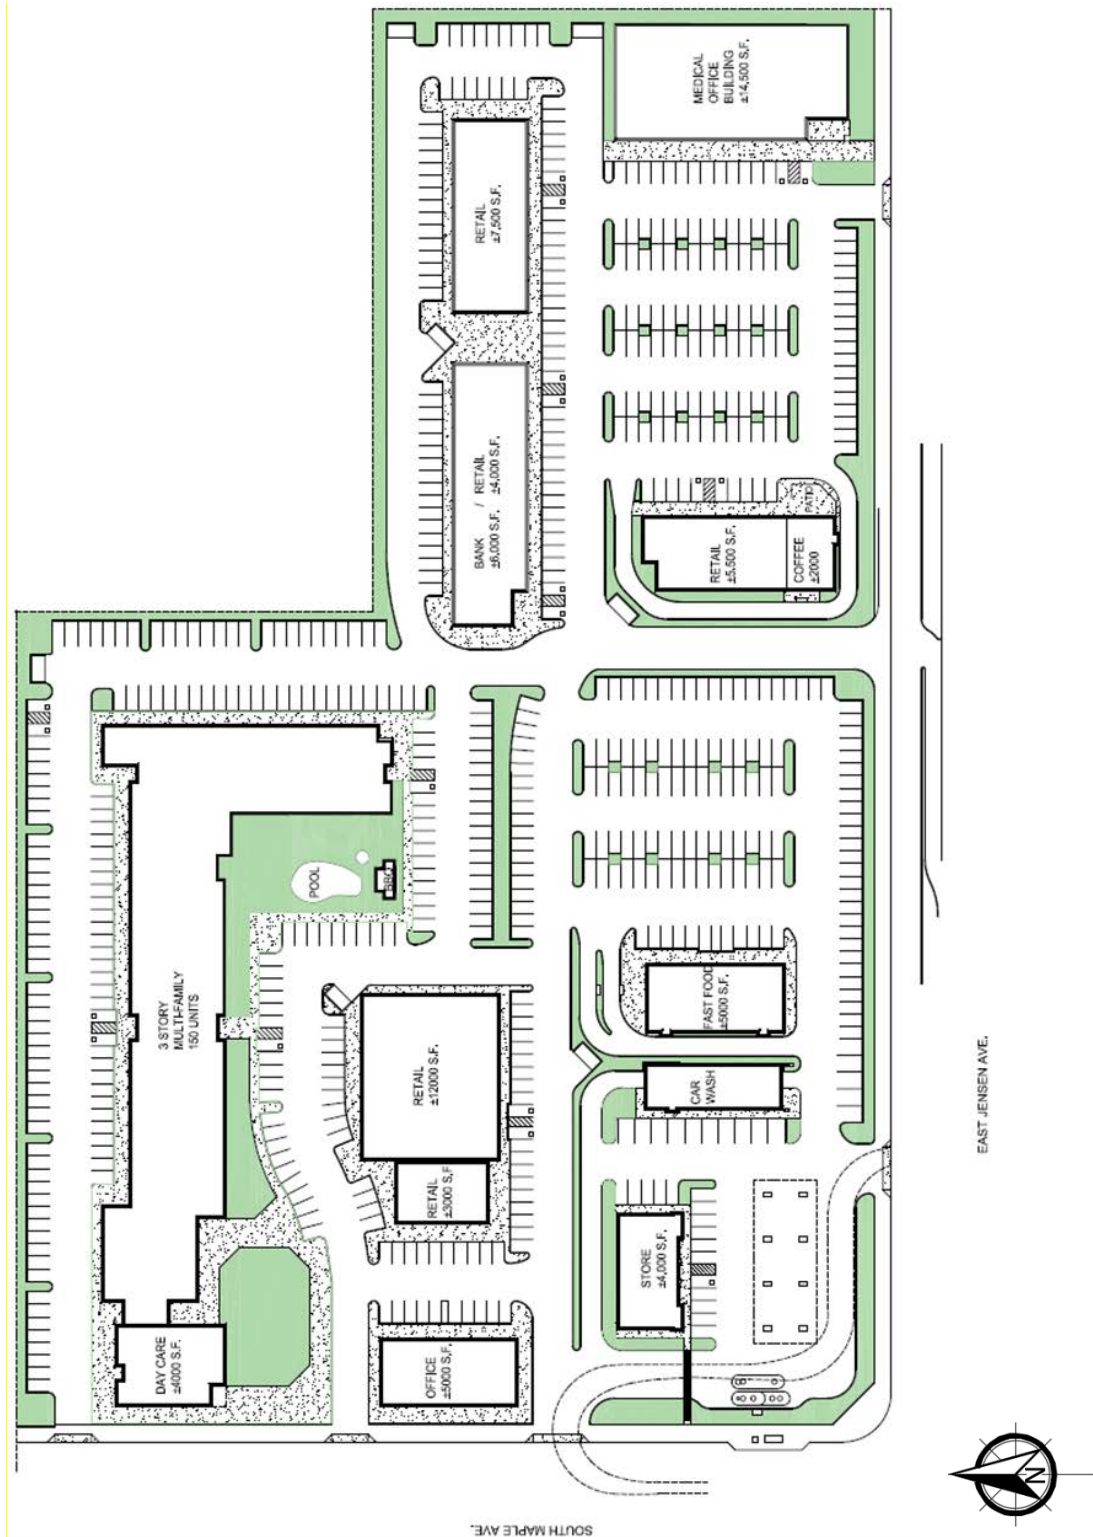 MEDICAL
OFFICE
BUILDING
±14,500 S.F.
RETAIL
±7,500 S.F.
BANK / RETAIL
±6,000 S.F. ±4,000 S.F.
RETAIL
±5,500 S.F.
COFFEE
±2000
PATIO
POOL
BBQ
3 STORY
MULTI-FAMILY
150 UNITS
FAST FOOD
±5000 S.F.
CAR
WASH
RETAIL
±12000 S.F.
RETAIL
±3000 S.F
STORE
±4,000 S.F.
DAY CARE
±4000 S.F.
OFFICE
±5000 S.F.
EAST JENSEN AVE.
SOUTH MAPLE AVE.
N